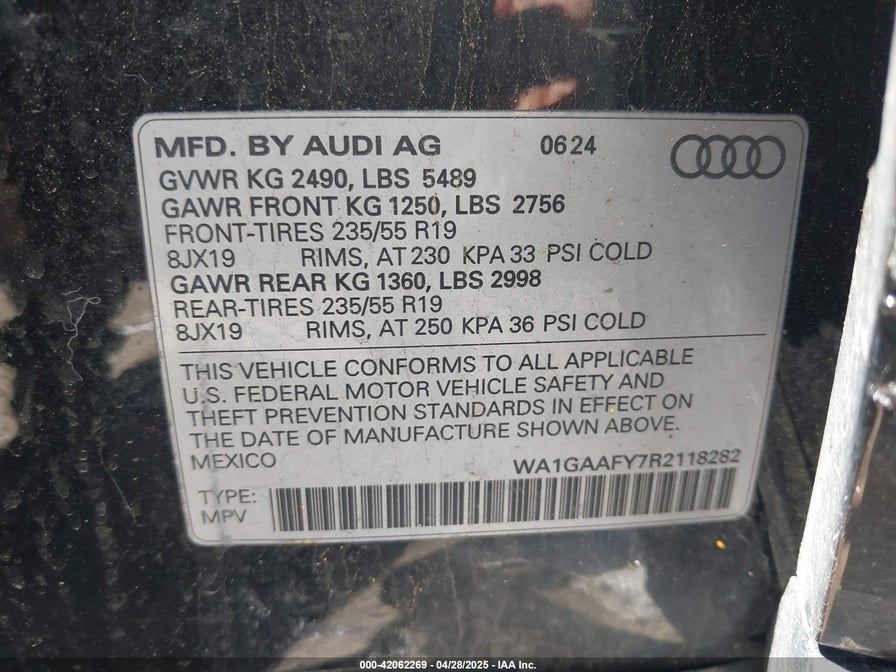 MFD. BY AUDI AG 0624
GVWR KG 2490, LBS 5489
GAWR FRONT KG 1250, LBS 2756
FRONT-TIRES 235/55 R19
8JX19 RIMS, AT 230 KPA 33 PSI COLD
GAWR REAR KG 1360, LBS 2998
REAR-TIRES 235/55 R19
8JX19 RIMS, AT 250 KPA 36 PSI COLD
THIS VEHICLE CONFORMS TO ALL APPLICABLE
U.S. FEDERAL MOTOR VEHICLE SAFETY AND
THEFT PREVENTION STANDARDS IN EFFECT ON
THE DATE OF MANUFACTURE SHOWN ABOVE.
MEXICO WA1GAAFY7R2118282
TYPE:
MPV
000-42062269 - 04/28/2025 - IAA Inc.